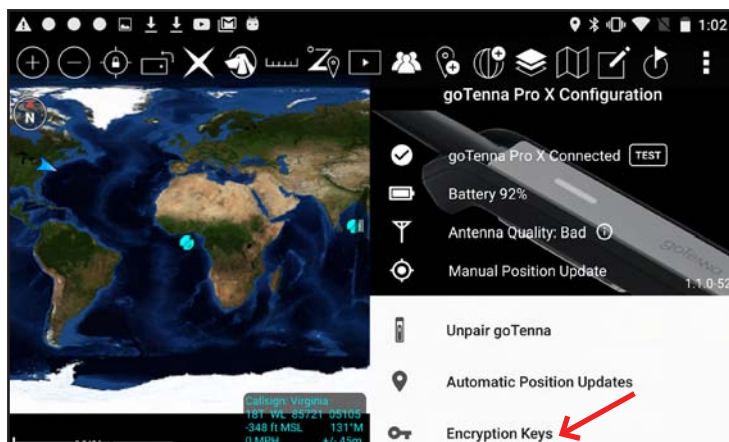 1:02
goTenna Pro X Configuration
N
goTenna Pro X Connected TEST
Battery 92%
Antenna Quality: Bad
Manual Position Update
goTenna
1.1.0-52
Unpair goTenna
Automatic Position Updates
Encryption Keys
Callsign: Virginia
18T WL 85721 05105
-348 ft MSL 131°M
0 MPH +/- 45m